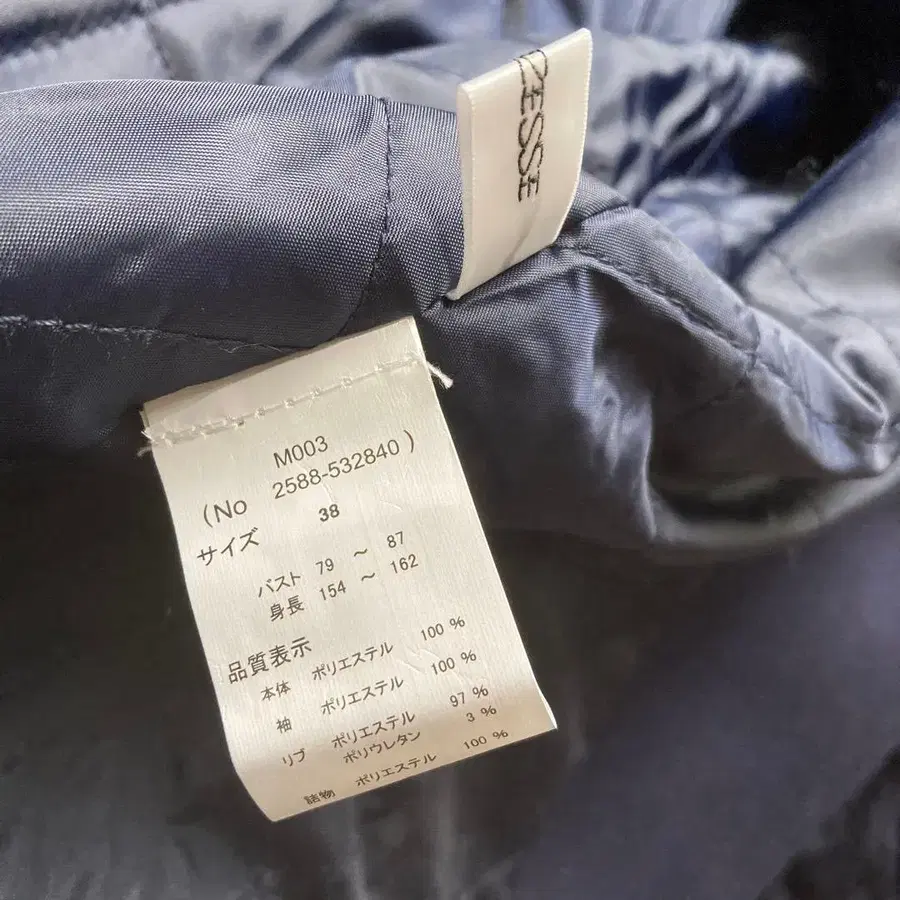 ZESSE
M003
(No 2588-532840)
サイズ 38
バスト 79 ～ 87
身長 154 ～ 162
品質表示
本体 ポリエステル 100 %
袖 ポリエステル 100 %
リブ ポリエステル 97 %
ポリウレタン 3 %
詰物 ポリエステル 100 %